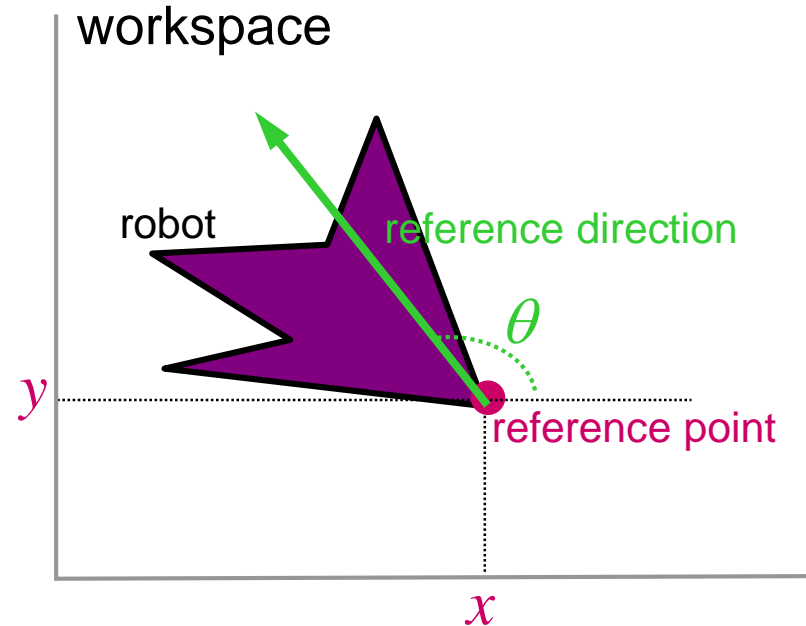 workspace
robot
reference direction
θ
y
reference point
x